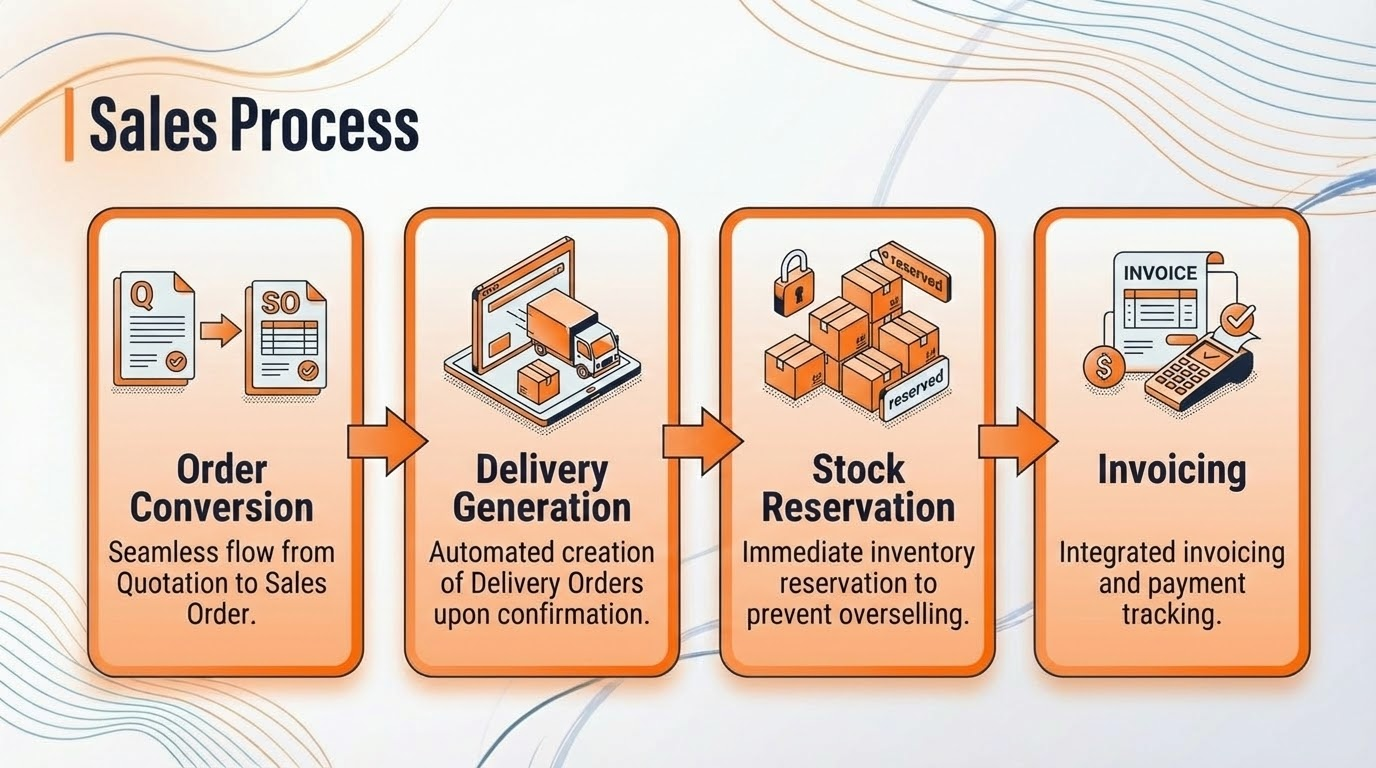 Sales Process
Q
SO
Order
Conversion
Seamless flow from
Quotation to Sales
Order.
Delivery
Generation
Automated creation
of Delivery Orders
upon confirmation.
reserved
reserved
Stock
Reservation
Immediate inventory
reservation to
prevent overselling.
INVOICE
$
Invoicing
Integrated invoicing
and payment
tracking.